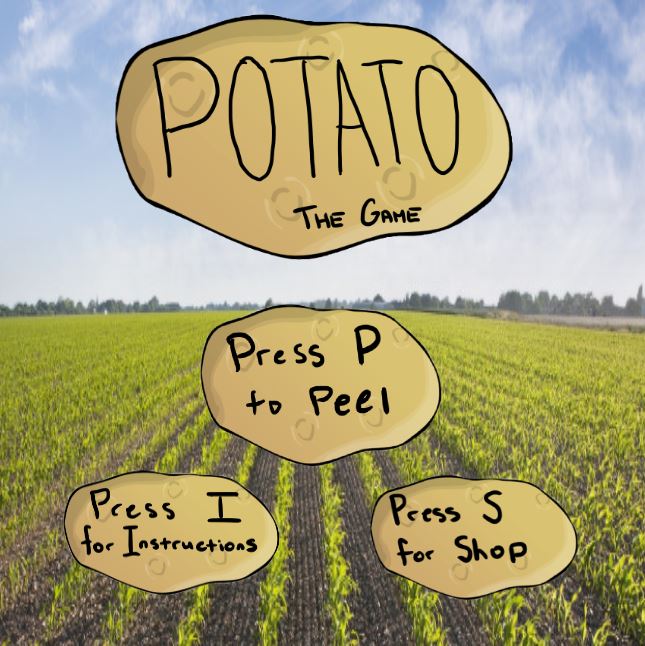 POTATO
THE GAME
Press P
to Peel
Press I
for Instructions
Press S
for Shop